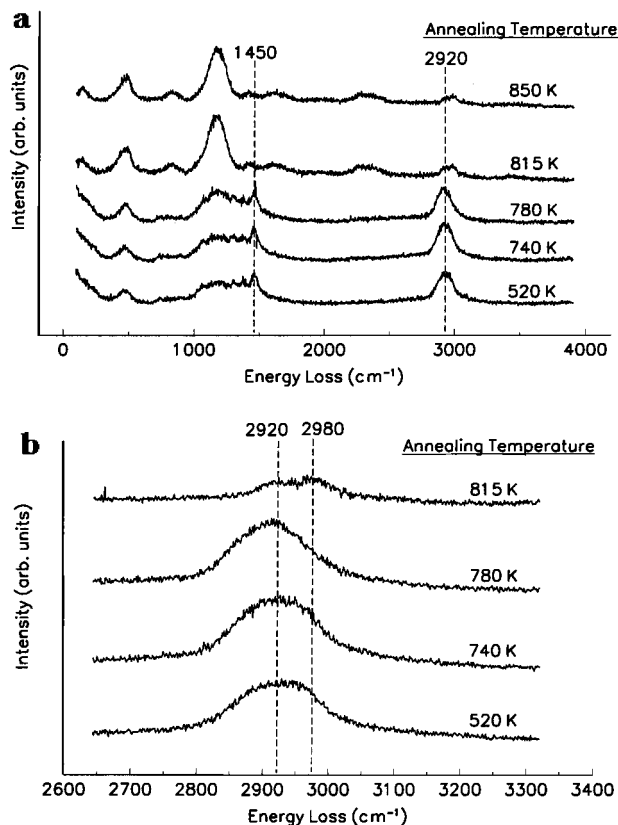 a
Annealing Temperature
1450
2920
850 K
815 K
780 K
740 K
520 K
Intensity (arb. units)
0
1000
2000
3000
4000
Energy Loss (cm⁻¹)
b
2920
2980
Annealing Temperature
815 K
780 K
740 K
520 K
Intensity (arb. units)
2600
2700
2800
2900
3000
3100
3200
3300
3400
Energy Loss (cm⁻¹)